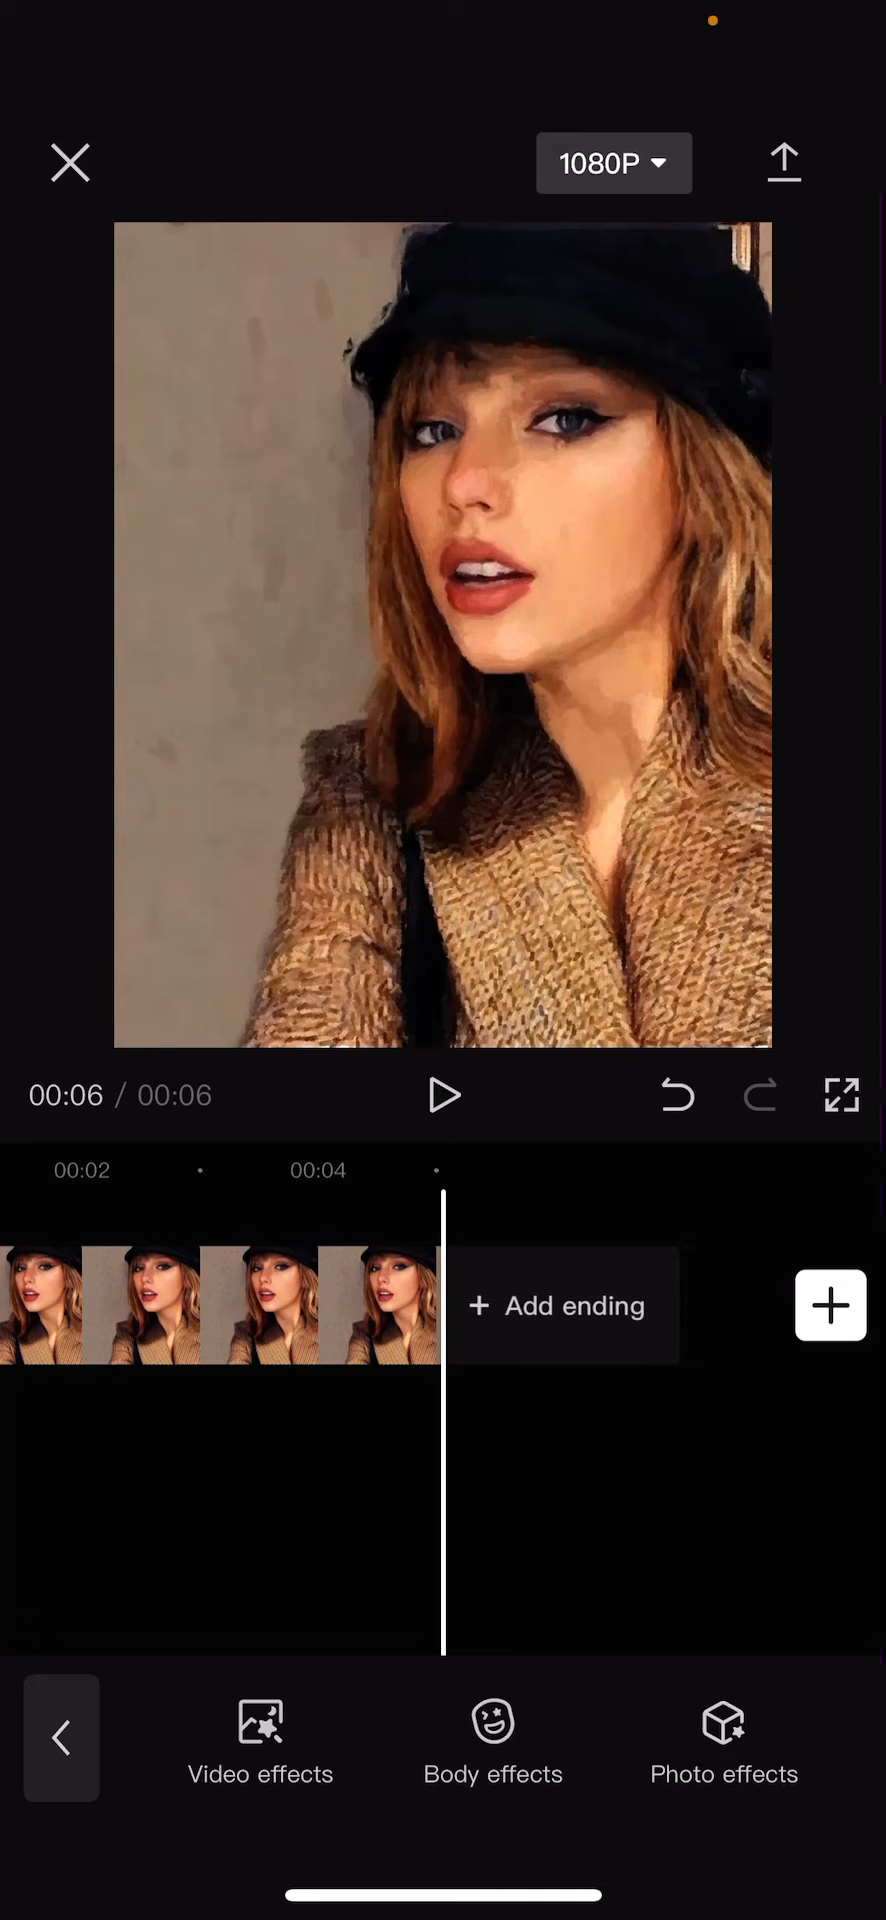 1080P
00:06 / 00:06
00:02 00:04
+ Add ending
Video effects Body effects Photo effects